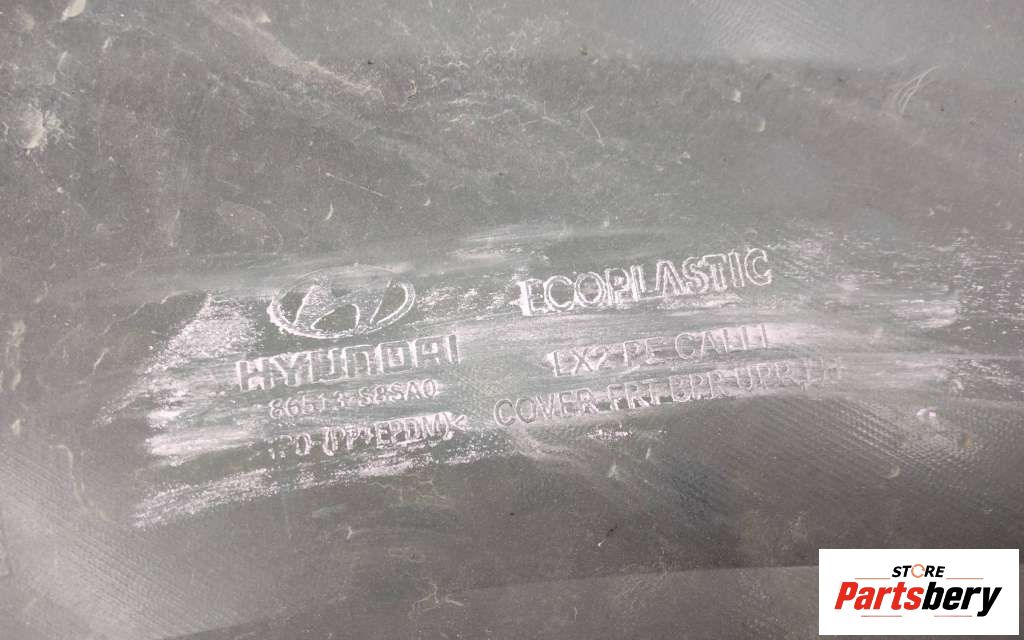 ECOPLASTIC
HYUNDAI
LX2 PE CALLI
86513-S8SA0
COVER-FRT BPR UPR,LH
(PP+EPDM)<
STORE
Partsbery